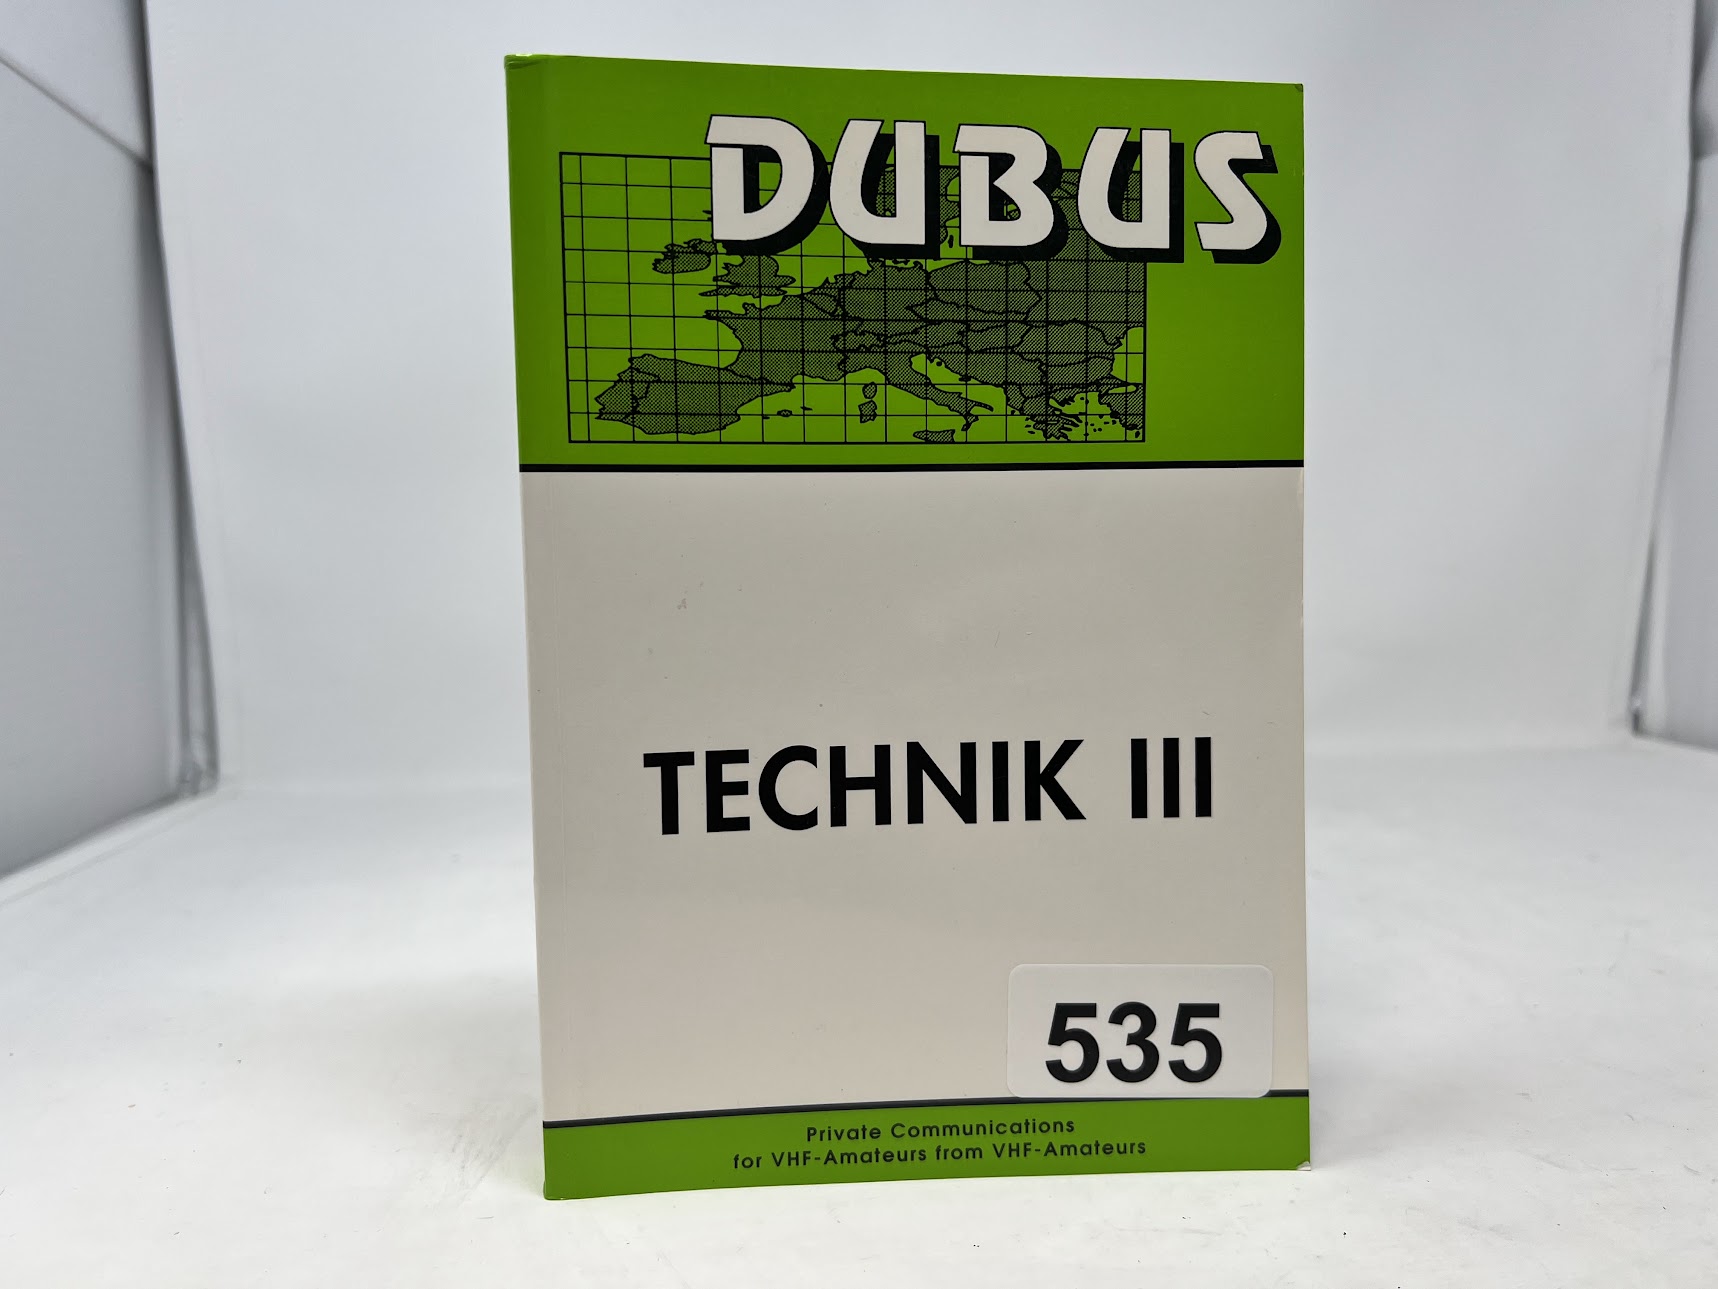 DUBUS
TECHNIK III
535
Private Communications
for VHF-Amateurs from VHF-Amateurs